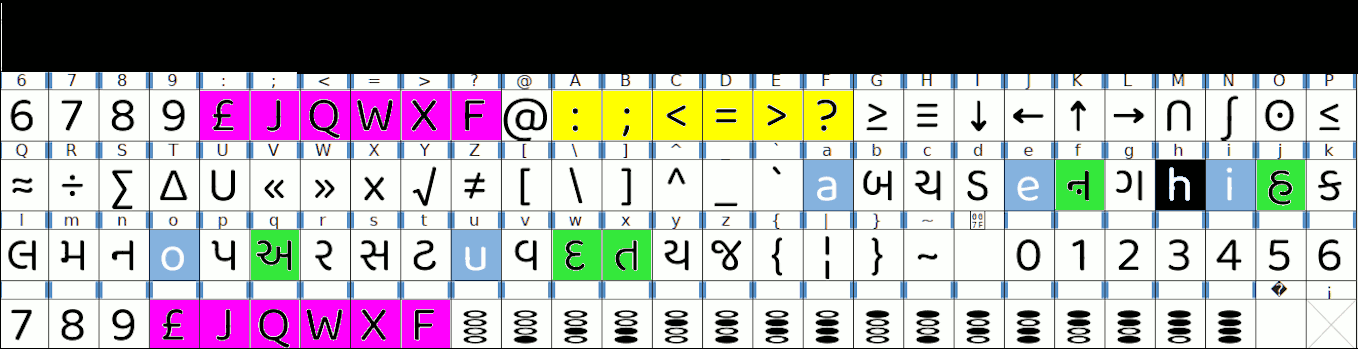 6 7 8 9 : ; < = > ? @ A B C D E F G H I J K L M N O P
6 7 8 9 £ J Q W X F @ : ; < = > ? ≥ ≡ ↓ ← ↑ → ∩ ∫ ⊙ ≤
Q R S T U V W X Y Z [ \ ] ^ _ ` a b c d e f g h i j k
≈ ÷ ∑ Δ U « » x √ ≠ [ \ ] ^ _ ` a બ ચ ડ e ન઼ ગ h i હ ક
l m n o p q r s t u v w x y z { | } ~ 007F
લ મ ન o પ અ ર સ ટ u વ દ ત ય જ { ¦ } ~ 0 1 2 3 4 5 6
� ¡
7 8 9 £ J Q W X F